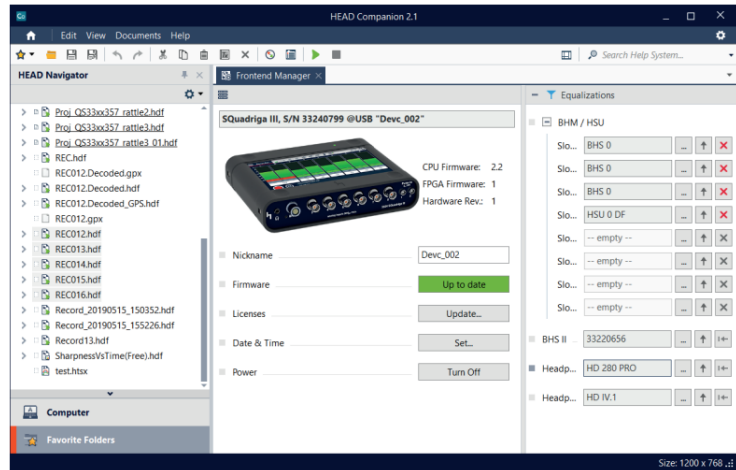 HEAD Companion 2.1
Edit View Documents Help
Search Help System...
HEAD Navigator
Frontend Manager
Equalizations
Proj_QS33xx357_rattle2.hdf
Proj_QS33xx357_rattle3.hdf
Proj_QS33xx357_rattle3_01.hdf
REC.hdf
REC012.Decoded.gpx
REC012.Decoded.hdf
REC012.Decoded_GPS.hdf
REC012.gpx
REC012.hdf
REC013.hdf
REC014.hdf
REC015.hdf
REC016.hdf
Record_20190515_150352.hdf
Record_20190515_155226.hdf
Record13.hdf
SharpnessVsTime(Free).hdf
test.htsx
Computer
Favorite Folders
SQuadriga III, S/N 33240799 @USB "Devc_002"
CPU Firmware: 2.2
FPGA Firmware: 1
Hardware Rev.: 1
Nickname Devc_002
Firmware Up to date
Licenses Update...
Date & Time Set...
Power Turn Off
BHM / HSU
Slo... BHS 0 ...
Slo... BHS 0 ...
Slo... BHS 0 ...
Slo... HSU 0 DF ...
Slo... -- empty -- ...
Slo... -- empty -- ...
Slo... -- empty -- ...
BHS II 33220656 ...
Headp... HD 280 PRO ...
Headp... HD IV.1 ...
Size: 1200 x 768